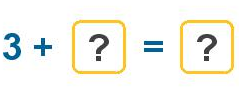 3 + ? = ?